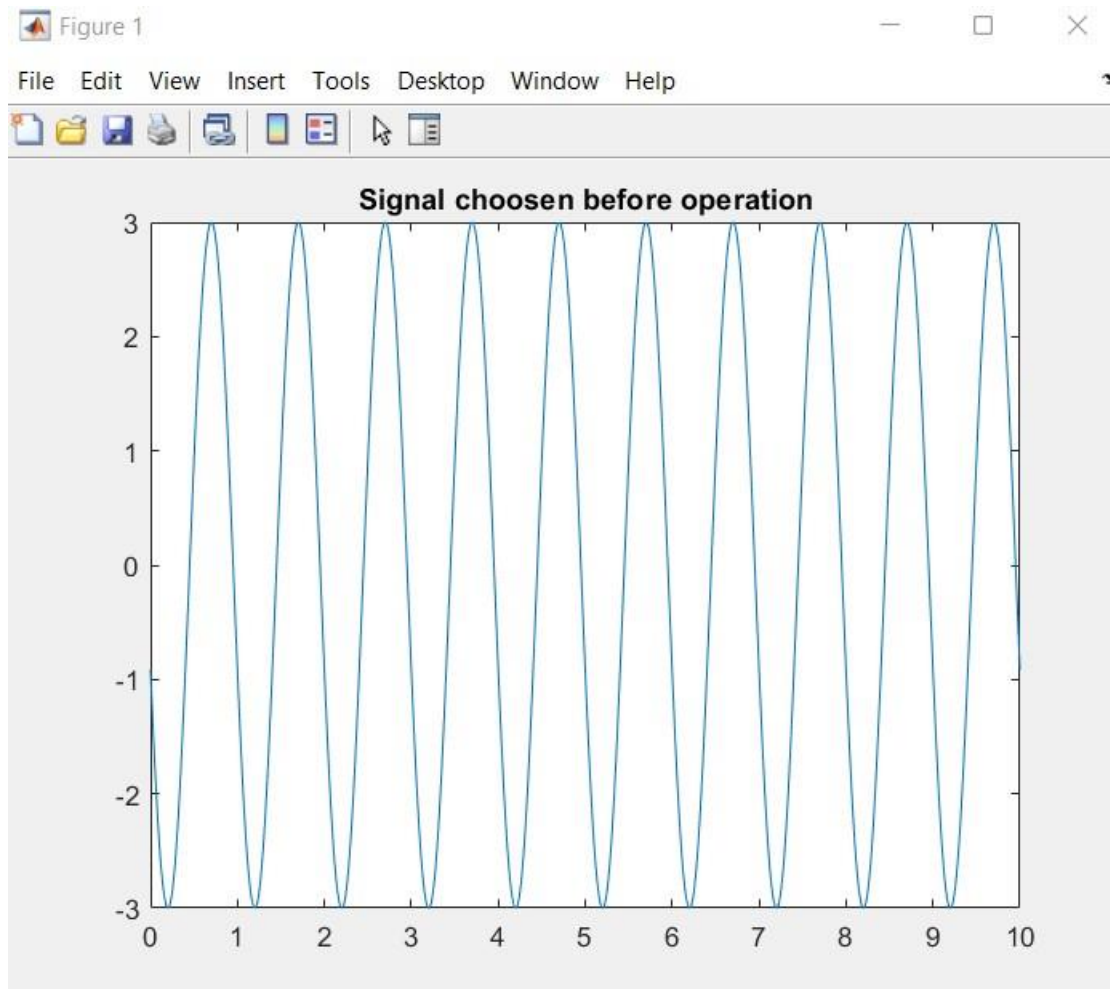 Figure 1
File Edit View Insert Tools Desktop Window Help
Signal choosen before operation
3
2
1
0
-1
-2
-3
0 1 2 3 4 5 6 7 8 9 10